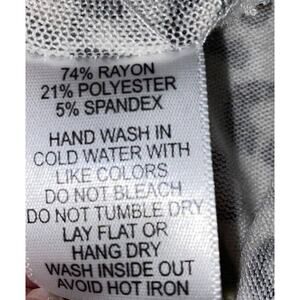 74% RAYON
21% POLYESTER
5% SPANDEX
HAND WASH IN
COLD WATER WITH
LIKE COLORS
DO NOT BLEACH
DO NOT TUMBLE DRY
LAY FLAT OR
HANG DRY
WASH INSIDE OUT
AVOID HOT IRON